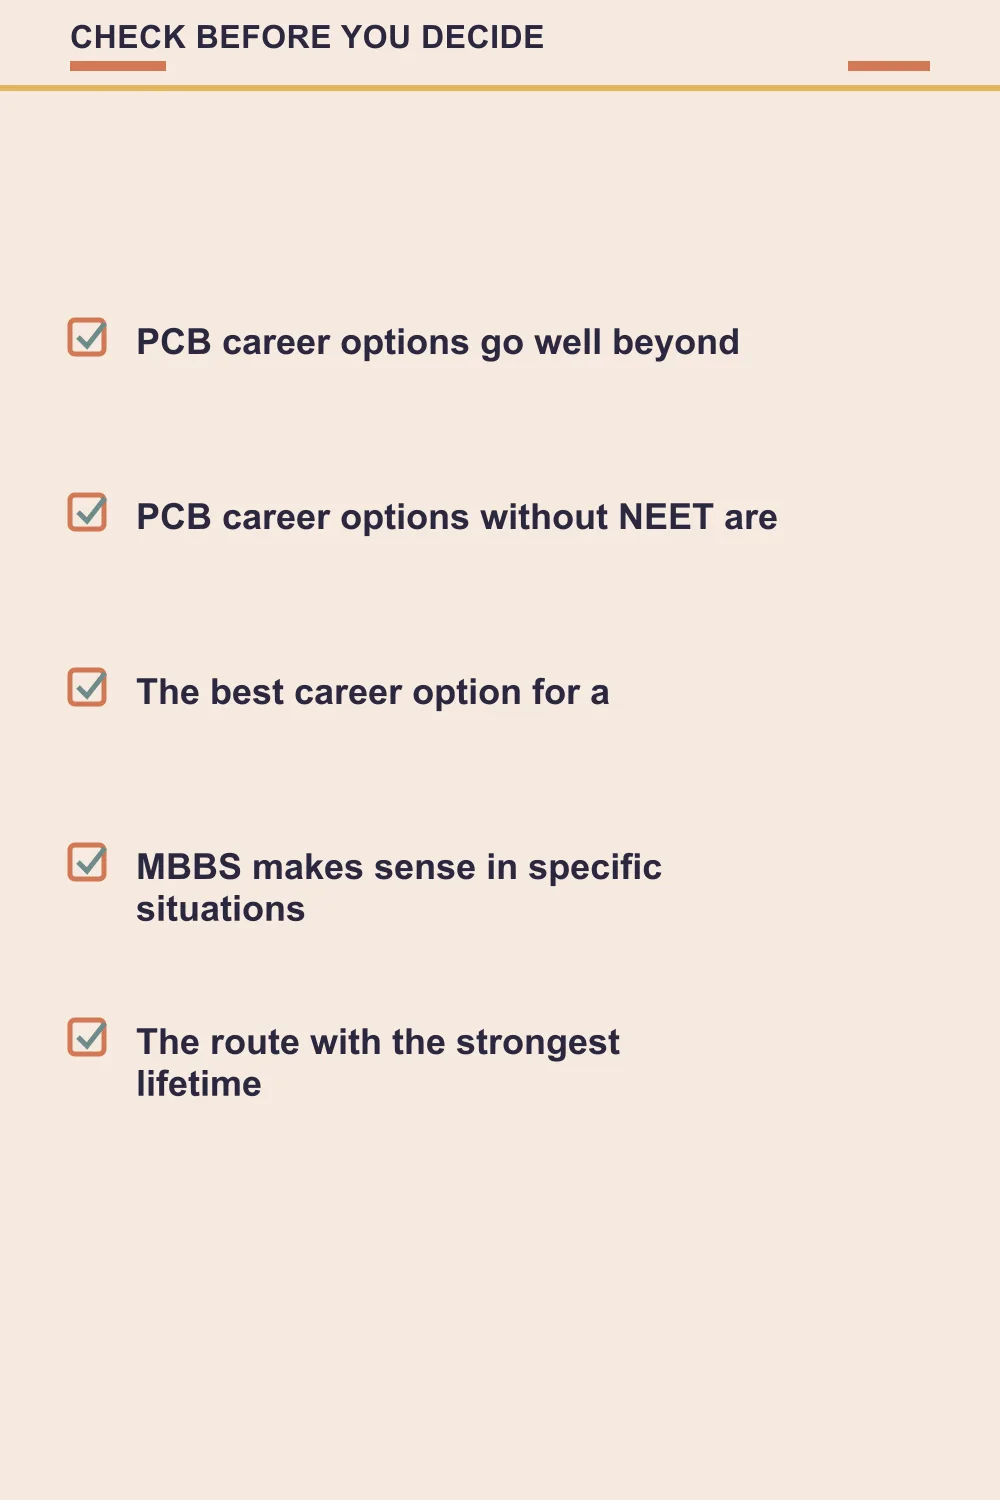 CHECK BEFORE YOU DECIDE
PCB career options go well beyond
PCB career options without NEET are
The best career option for a
MBBS makes sense in specific
situations
The route with the strongest
lifetime